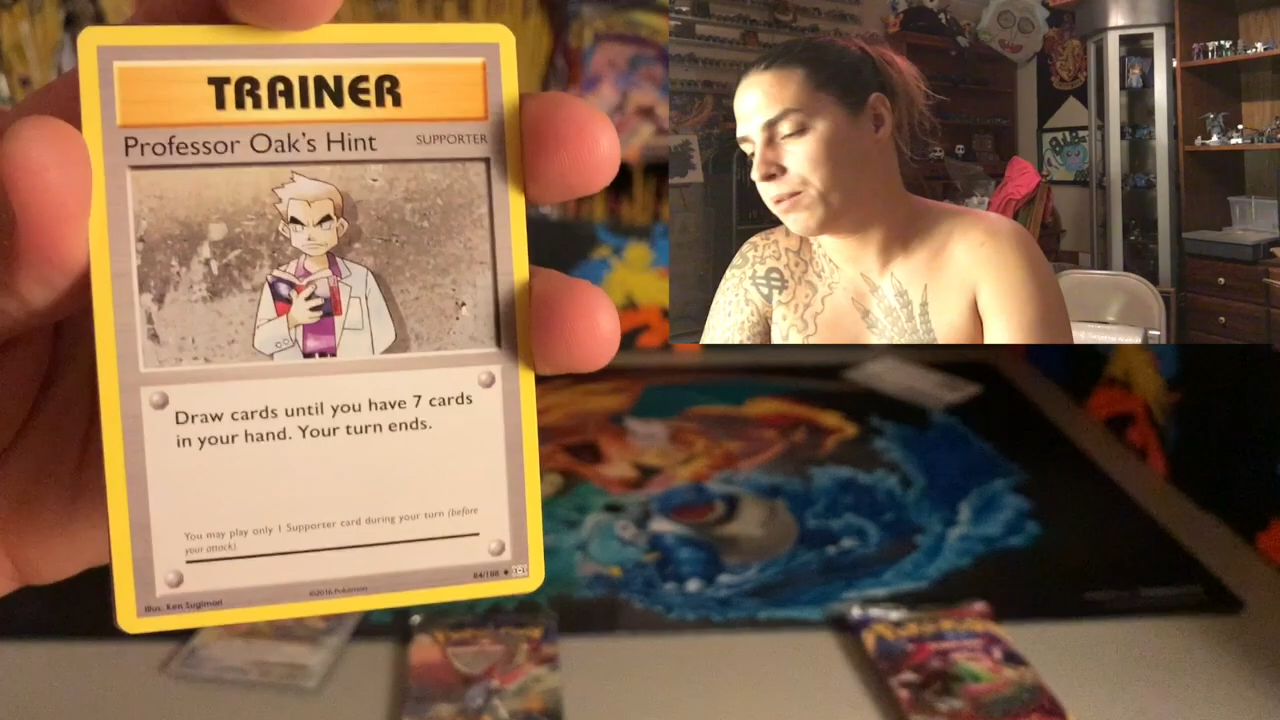 TRAINER
Professor Oak's Hint SUPPORTER
Draw cards until you have 7 cards
in your hand. Your turn ends.
You may play only 1 Supporter card during your turn (before
your attack).
84/108
©2016 Pokémon
Illus. Ken Sugimori